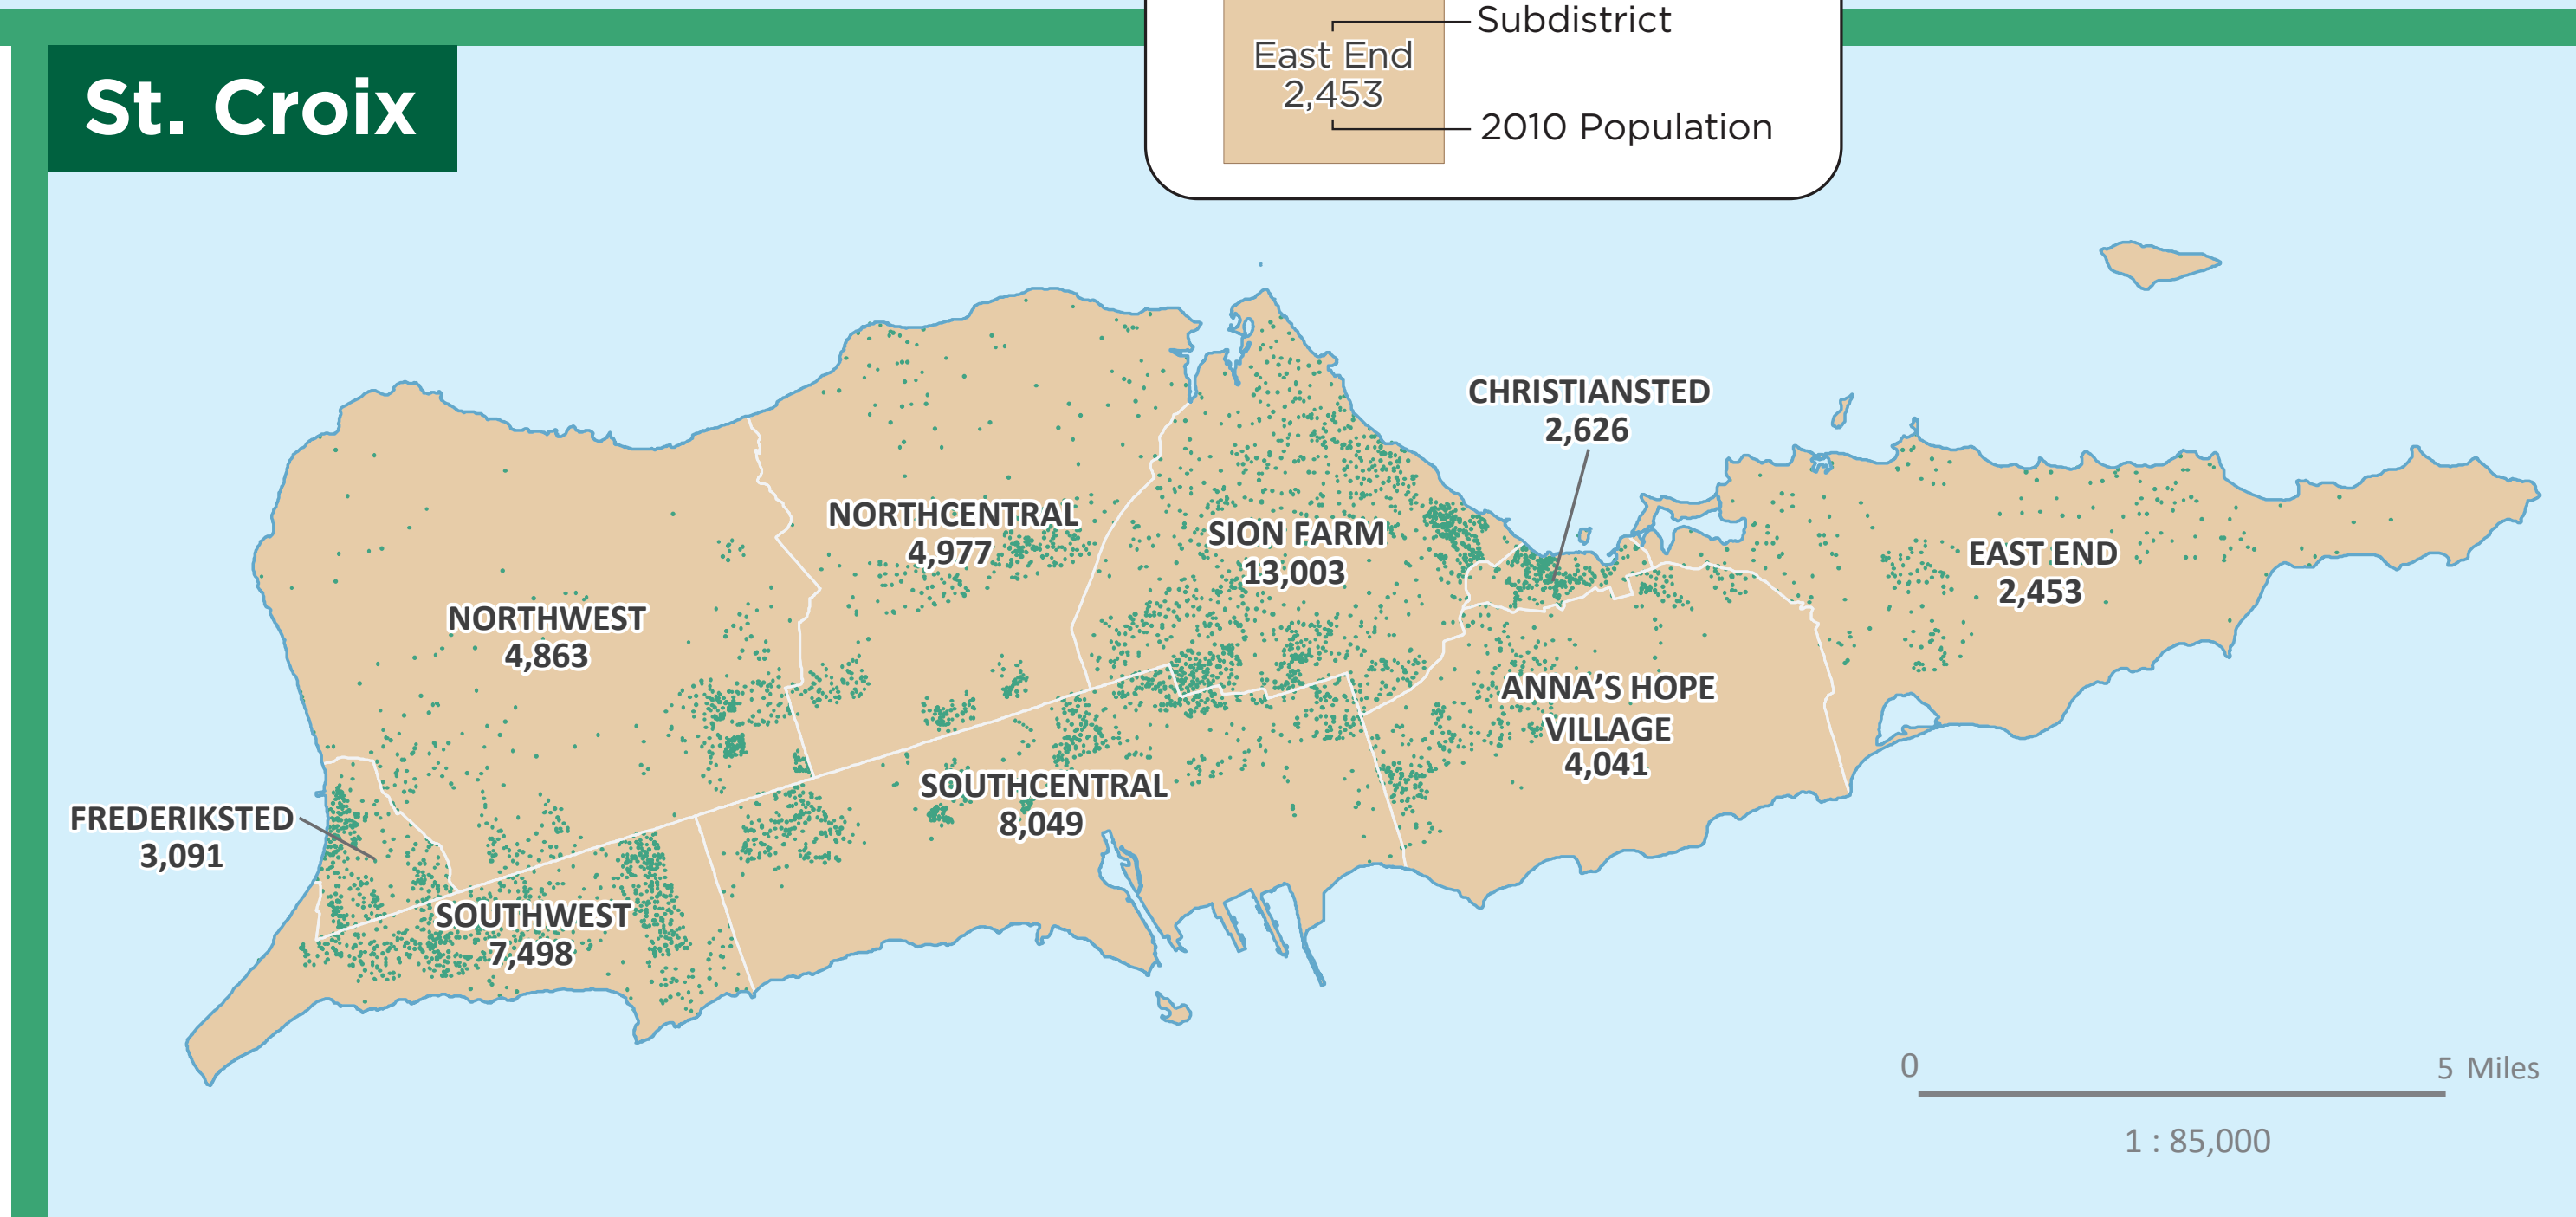 Subdistrict
East End
2,453
2010 Population
St. Croix
CHRISTIANSTED
2,626
NORTHCENTRAL
4,977
SION FARM
13,003
EAST END
2,453
NORTHWEST
4,863
ANNA'S HOPE
VILLAGE
4,041
SOUTHCENTRAL
8,049
FREDERIKSTED
3,091
SOUTHWEST
7,498
0
5 Miles
1 : 85,000